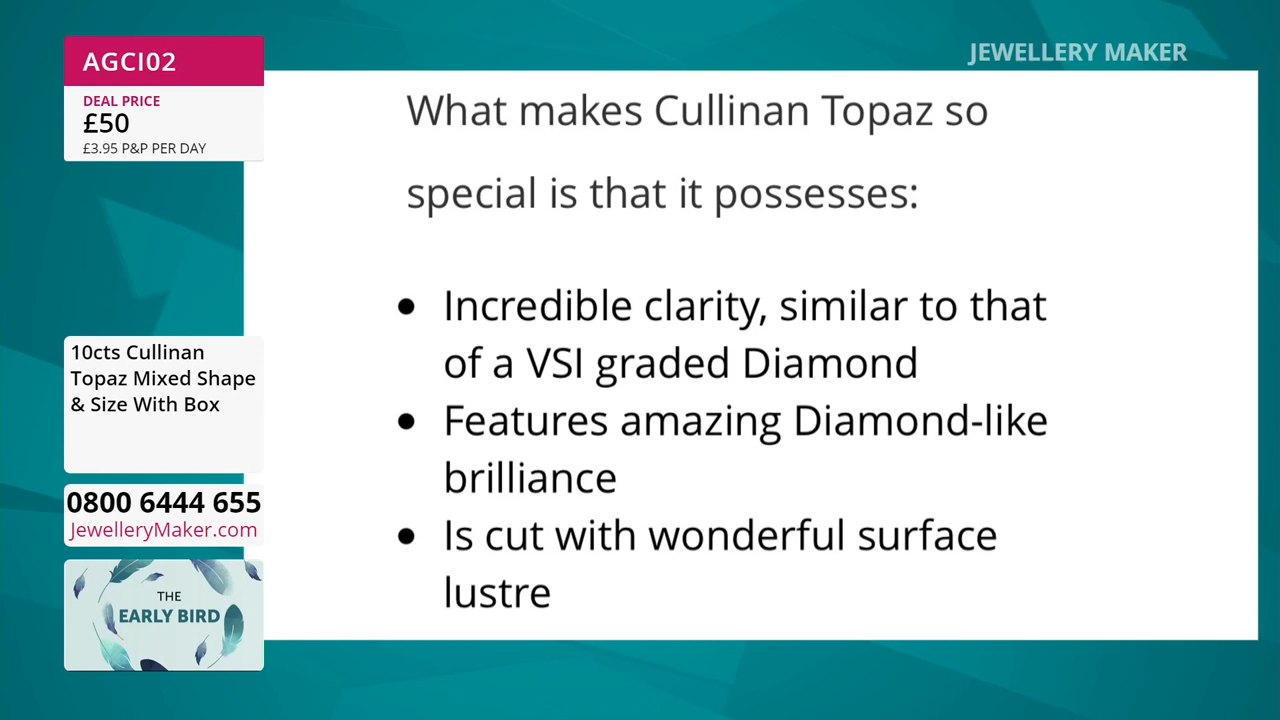 AGCI02
DEAL PRICE
£50
£3.95 P&P PER DAY
JEWELLERY MAKER
What makes Cullinan Topaz so
special is that it possesses:
• Incredible clarity, similar to that
of a VSI graded Diamond
• Features amazing Diamond-like
brilliance
• Is cut with wonderful surface
lustre
10cts Cullinan
Topaz Mixed Shape
& Size With Box
0800 6444 655
JewelleryMaker.com
THE
EARLY BIRD